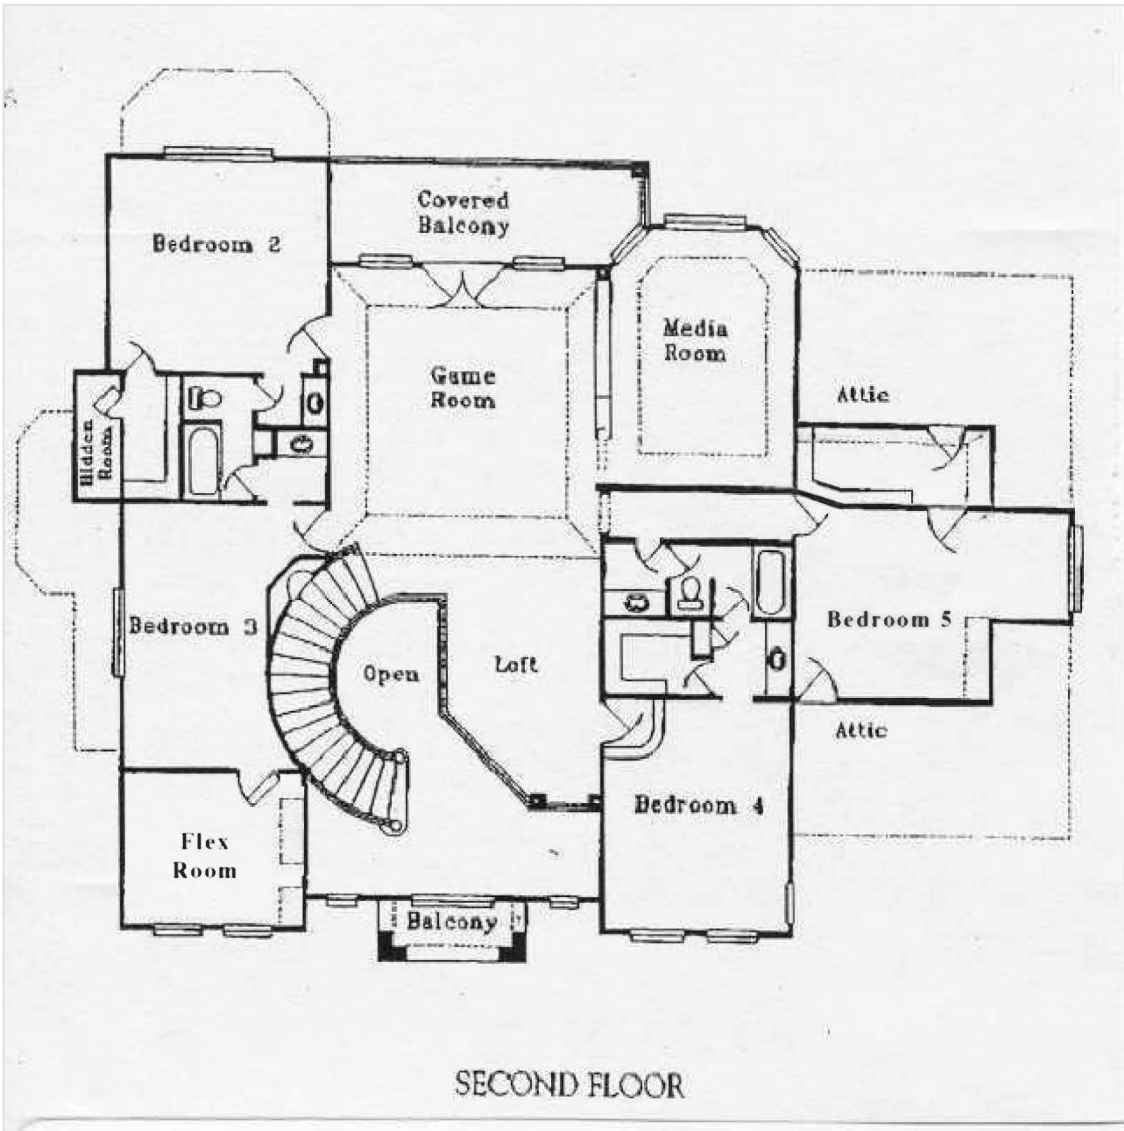 Covered
Balcony
Bedroom 2
Media
Room
Game
Room
Attic
Hidden
Room
Bedroom 3
Bedroom 5
Open
Loft
Attic
Bedroom 4
Flex
Room
Balcony
SECOND FLOOR